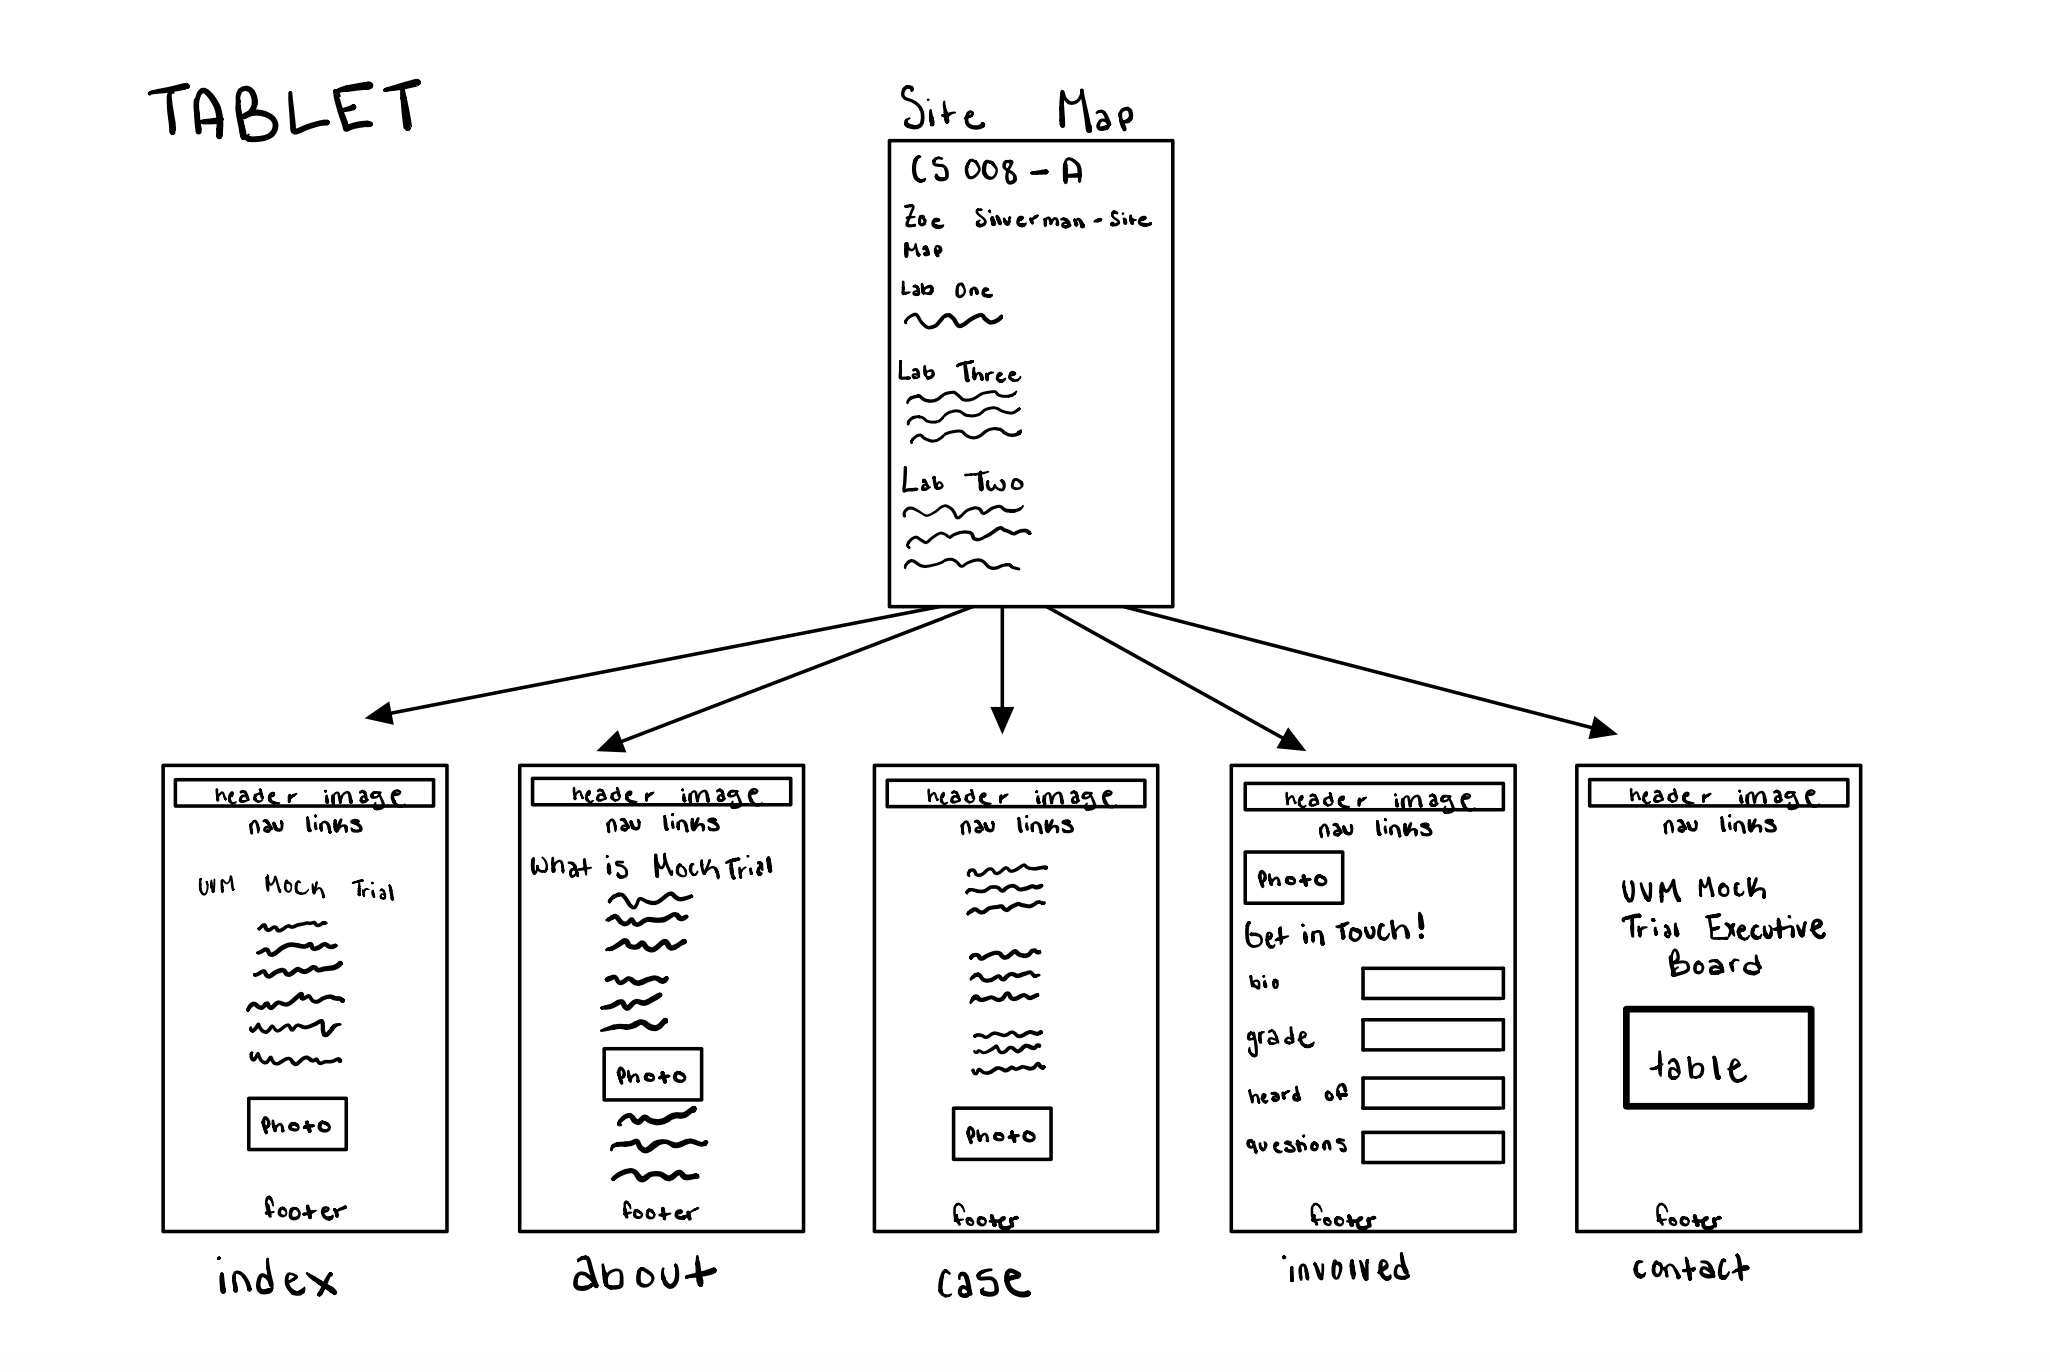 TABLET
Site Map
CS 008 - A
Zoe Silverman - Site
Map
Lab One
Lab Three
Lab Two
header image
nav links
UVM Mock Trial
Photo
footer
index
header image
nav links
What is Mock Trial
Photo
footer
about
header image
nav links
Photo
footer
case
header image
nav links
Photo
Get in Touch!
bio
grade
heard of
questions
footer
involved
header image
nav links
UVM Mock
Trial Executive
Board
table
footer
contact